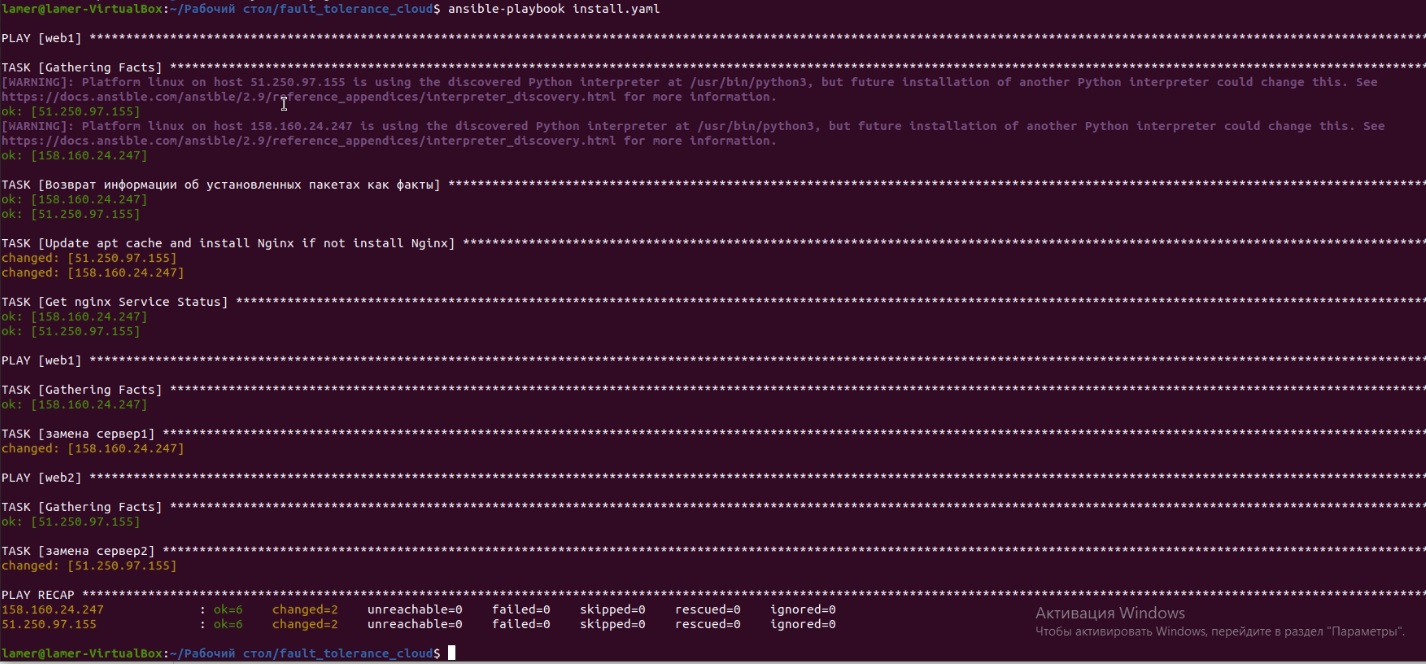 lamer@lamer-VirtualBox:~/Рабочий стол/fault_tolerance_cloud$ ansible-playbook install.yaml
PLAY [web1] ****************************************************************************************************
TASK [Gathering Facts] ****************************************************************************************************
[WARNING]: Platform linux on host 51.250.97.155 is using the discovered Python interpreter at /usr/bin/python3, but future installation of another Python interpreter could change this. See
https://docs.ansible.com/ansible/2.9/reference_appendices/interpreter_discovery.html for more information.
ok: [51.250.97.155]
[WARNING]: Platform linux on host 158.160.24.247 is using the discovered Python interpreter at /usr/bin/python3, but future installation of another Python interpreter could change this. See
https://docs.ansible.com/ansible/2.9/reference_appendices/interpreter_discovery.html for more information.
ok: [158.160.24.247]
TASK [Возврат информации об установленных пакетах как факты] ****************************************************************************************************
ok: [158.160.24.247]
ok: [51.250.97.155]
TASK [Update apt cache and install Nginx if not install Nginx] ****************************************************************************************************
changed: [51.250.97.155]
changed: [158.160.24.247]
TASK [Get nginx Service Status] ****************************************************************************************************
ok: [158.160.24.247]
ok: [51.250.97.155]
PLAY [web1] ****************************************************************************************************
TASK [Gathering Facts] ****************************************************************************************************
ok: [158.160.24.247]
TASK [замена сервер1] ****************************************************************************************************
changed: [158.160.24.247]
PLAY [web2] ****************************************************************************************************
TASK [Gathering Facts] ****************************************************************************************************
ok: [51.250.97.155]
TASK [замена сервер2] ****************************************************************************************************
changed: [51.250.97.155]
PLAY RECAP ****************************************************************************************************
158.160.24.247 : ok=6 changed=2 unreachable=0 failed=0 skipped=0 rescued=0 ignored=0
51.250.97.155 : ok=6 changed=2 unreachable=0 failed=0 skipped=0 rescued=0 ignored=0
Активация Windows
Чтобы активировать Windows, перейдите в раздел "Параметры".
lamer@lamer-VirtualBox:~/Рабочий стол/fault_tolerance_cloud$